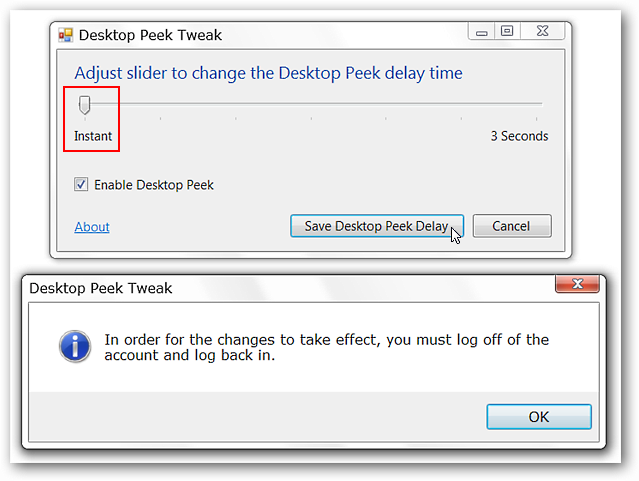 Desktop Peek Tweak
Adjust slider to change the Desktop Peek delay time
Instant
3 Seconds
Enable Desktop Peek
About
Save Desktop Peek Delay
Cancel
Desktop Peek Tweak
In order for the changes to take effect, you must log off of the
account and log back in.
OK